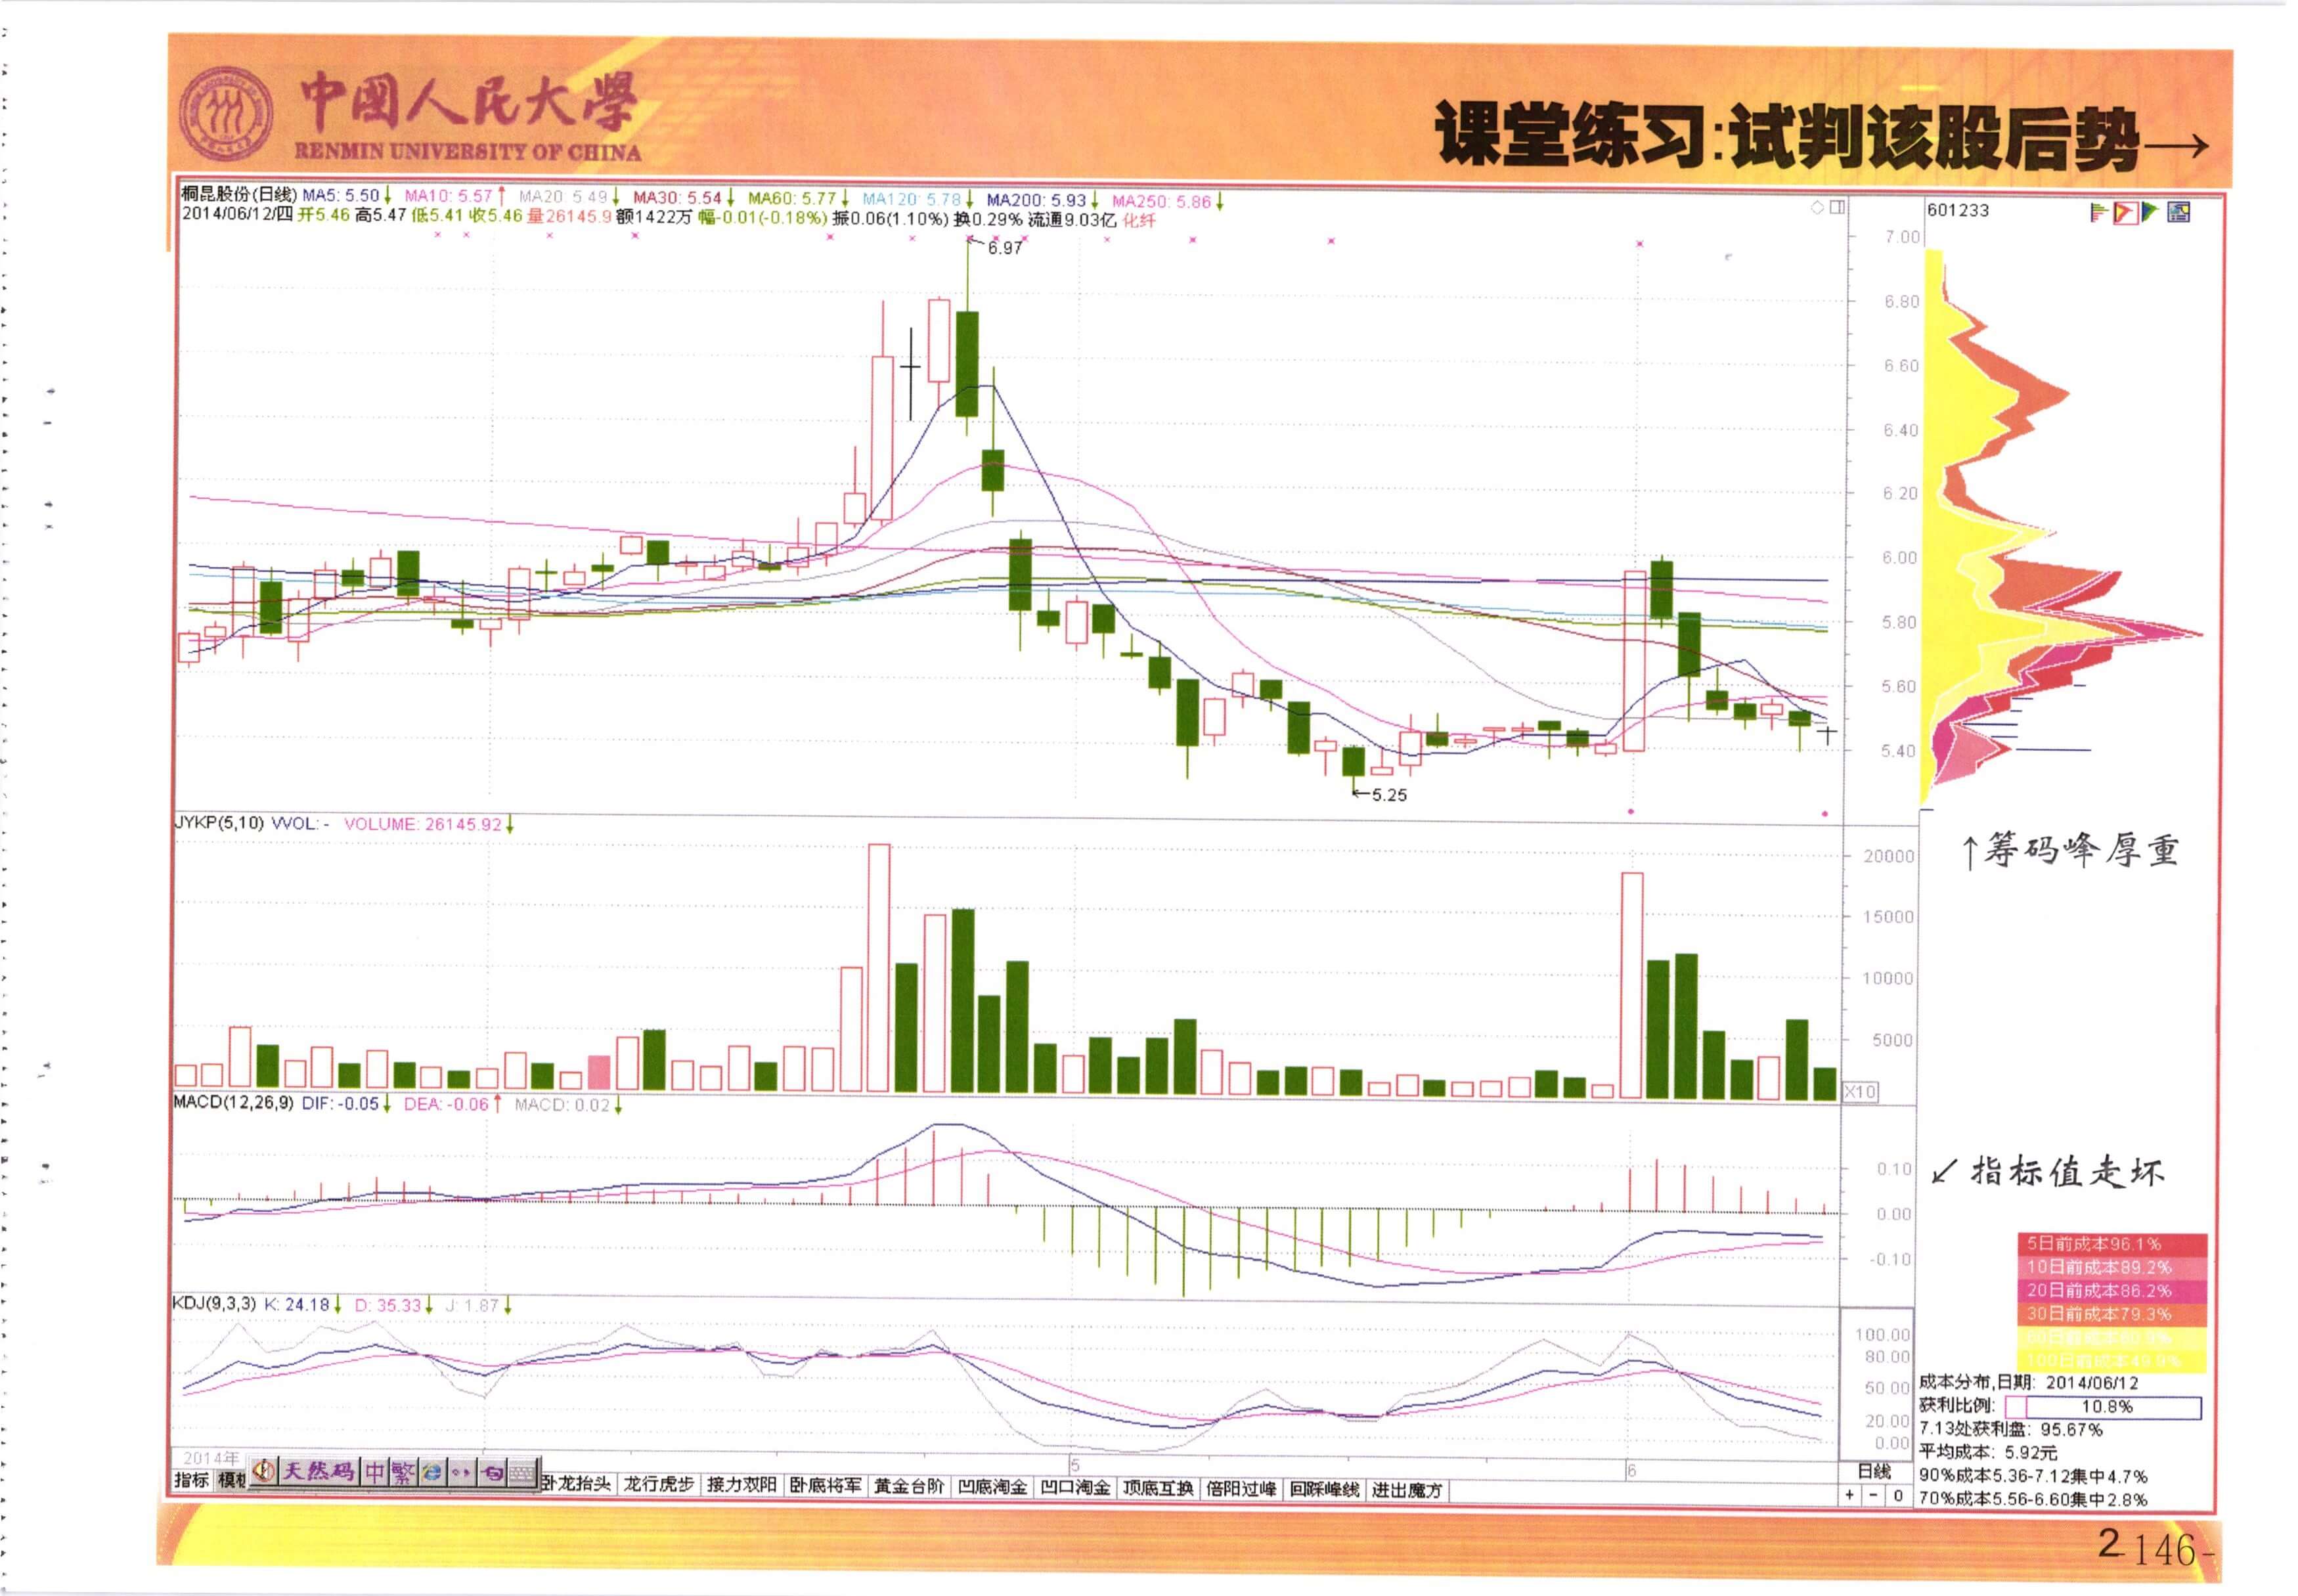 中國人民大學
RENMIN UNIVERSITY OF CHINA
课堂练习:试判该股后势→
桐昆股份(日线) MA5: 5.50↓ MA10: 5.57↑ MA20: 5.49↓ MA30: 5.54↓ MA60: 5.77↓ MA120: 5.78↓ MA200: 5.93↓ MA250: 5.86↓
2014/06/12/四 开5.46 高5.47 低5.41 收5.46 量26145.9 额1422万 幅-0.01(-0.18%) 振0.06(1.10%) 换0.29% 流通9.03亿 化纤
601233
←6.97
7.00
6.80
6.60
6.40
6.20
6.00
5.80
5.60
5.40
←5.25
JYKP(5,10) VVOL: - VOLUME: 26145.92↓
20000
15000
10000
5000
X10
↑筹码峰厚重
MACD(12,26,9) DIF: -0.05↓ DEA: -0.06↑ MACD: 0.02↓
0.10
0.00
-0.10
↙指标值走坏
KDJ(9,3,3) K: 24.18↓ D: 35.33↓ J: 1.87↓
100.00
80.00
50.00
20.00
0.00
5日前成本96.1%
10日前成本89.2%
20日前成本86.2%
30日前成本79.3%
成本分布,日期: 2014/06/12
获利比例: 10.8%
7.13处获利盘: 95.67%
平均成本: 5.92元
90%成本5.36-7.12集中4.7%
70%成本5.56-6.60集中2.8%
2014年
5
6
日线
指标
天然码 中 繁
卧龙抬头 龙行虎步 接力双阳 卧底将军 黄金台阶 凹底淘金 凹口淘金 顶底互换 倍阳过峰 回踩峰线 进出魔方
+ - 0
2
146-